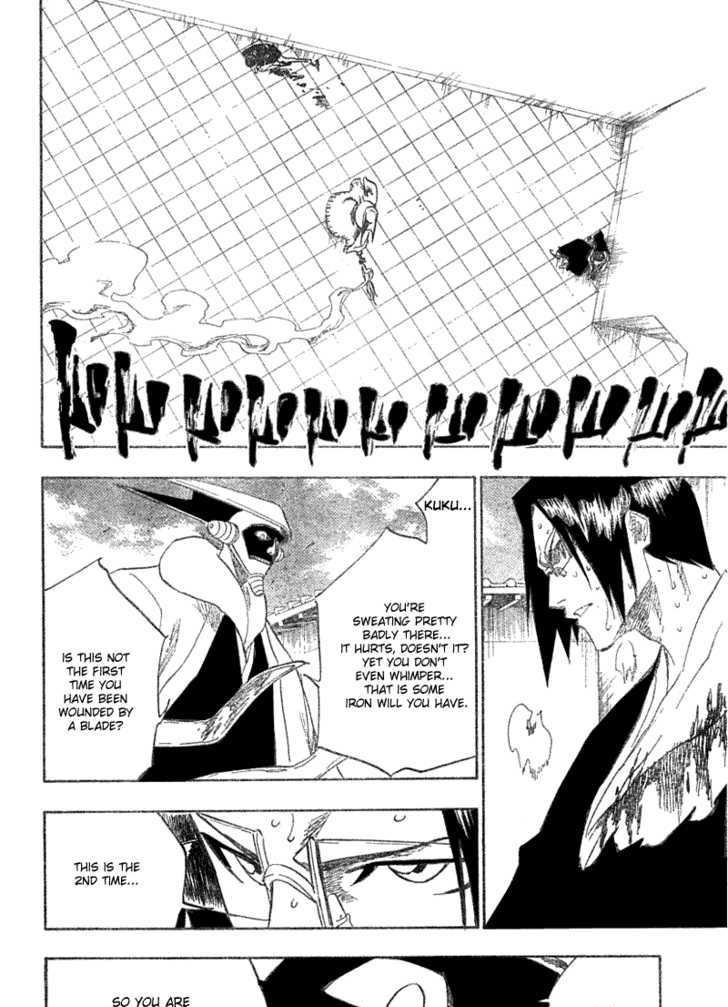 KUKU...
YOU'RE
SWEATING PRETTY
BADLY THERE...
IT HURTS, DOESN'T IT?
YET YOU DON'T
EVEN WHIMPER...
THAT IS SOME
IRON WILL YOU HAVE.
IS THIS NOT
THE FIRST
TIME YOU
HAVE BEEN
WOUNDED BY
A BLADE?
THIS IS THE
2ND TIME...
SO YOU ARE